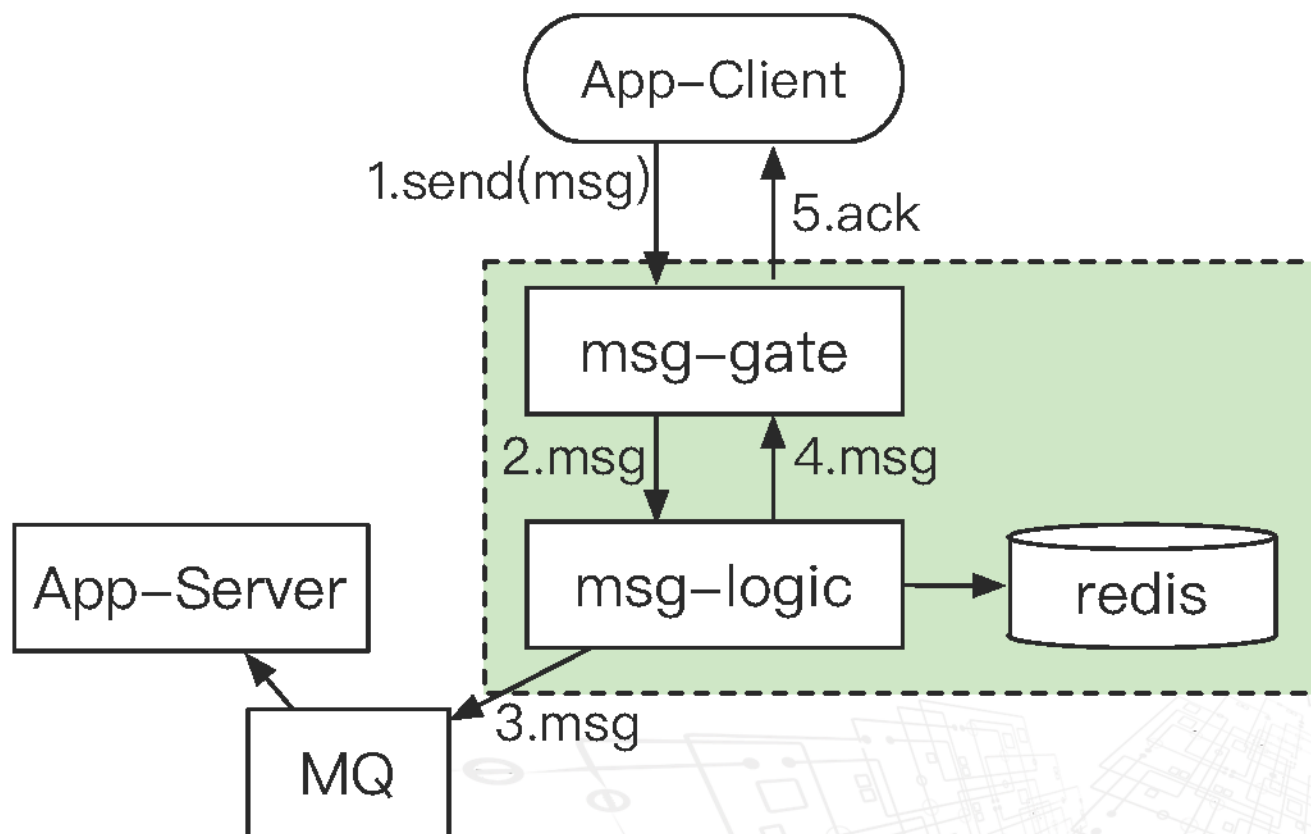 App-Client
1.send(msg)
5.ack
msg-gate
2.msg
4.msg
App-Server
msg-logic
redis
3.msg
MQ